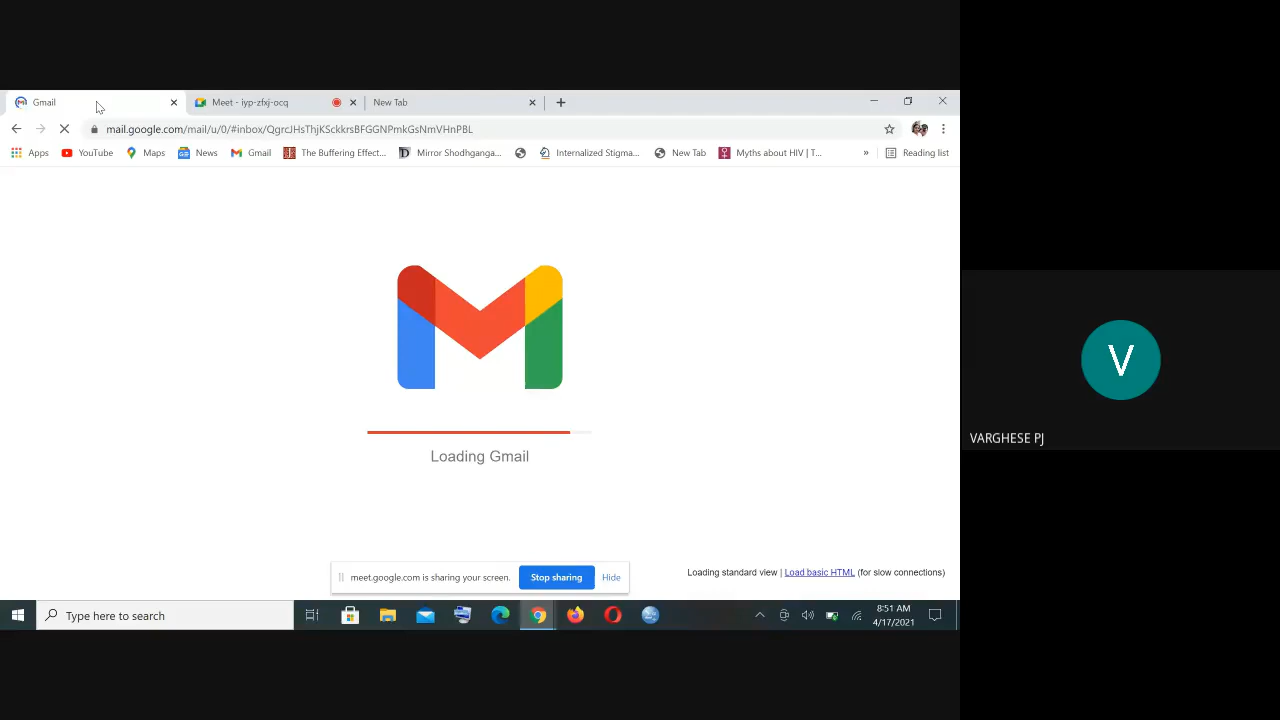 Gmail
Meet - iyp-zfxj-ocq
New Tab
mail.google.com/mail/u/0/#inbox/QgrcJHsThjKSckkrsBFGGNPmkGsNmVHnPBL
Apps YouTube Maps News Gmail The Buffering Effect... Mirror Shodhganga... Internalized Stigma... New Tab Myths about HIV | T... » Reading list
Loading Gmail
meet.google.com is sharing your screen. Stop sharing Hide
Loading standard view | Load basic HTML (for slow connections)
Type here to search
8:51 AM
4/17/2021
V
VARGHESE PJ